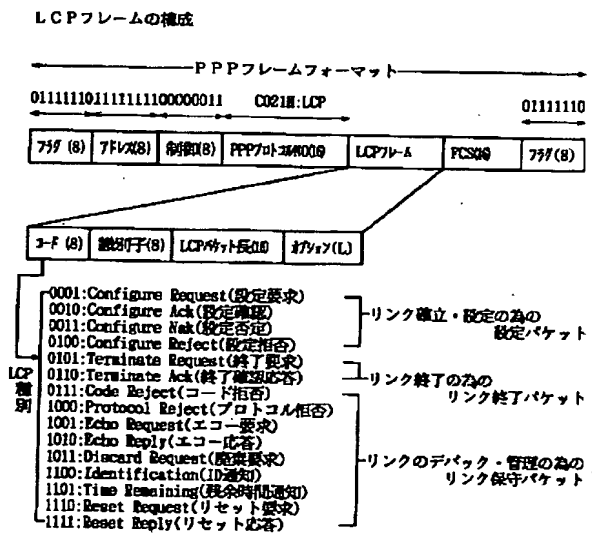 LCPフレームの構成
PPPフレームフォーマット
011111101111111100000011 C021H:LCP 01111110
フラグ(8) アドレス(8) 制御(8) PPPプロトコルNO(16) LCPフレーム FCS(16) フラグ(8)
コード(8) 識別子(8) LCPパケット長(16) オプション(L)
LCP種別
0001:Configure Request(設定要求)
0010:Configure Ack(設定確認)
0011:Configure Nak(設定否定)
0100:Configure Reject(設定拒否)
リンク確立・設定の為の
設定パケット
0101:Terminate Request(終了要求)
0110:Terminate Ack(終了確認応答)
リンク終了の為の
リンク終了パケット
0111:Code Reject(コード拒否)
1000:Protocol Reject(プロトコル拒否)
1001:Echo Request(エコー要求)
1010:Echo Reply(エコー応答)
1011:Discard Request(廃棄要求)
1100:Identification(ID通知)
1101:Time Remaining(残余時間通知)
1110:Reset Request(リセット要求)
1111:Reset Reply(リセット応答)
リンクのデバック・管理の為の
リンク保守パケット